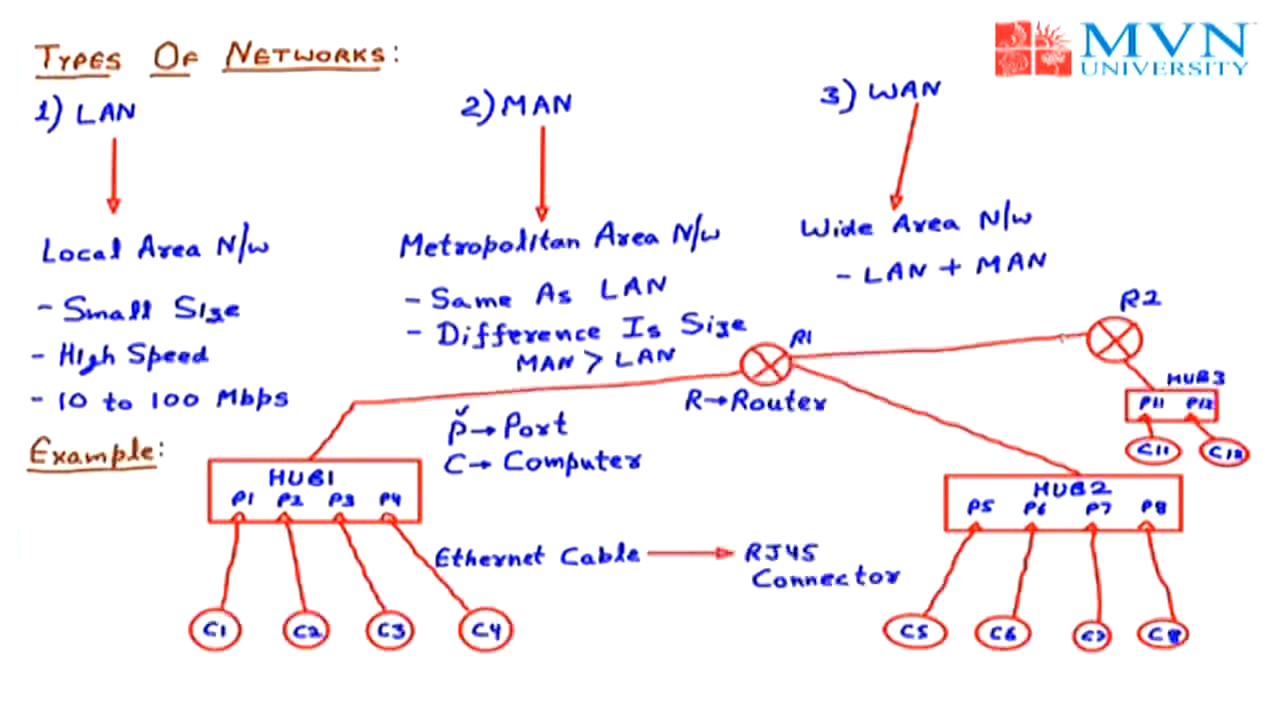 TYPES OF NETWORKS:
MVN
UNIVERSITY
1) LAN
2) MAN
3) WAN
Local Area N/w
Metropolitan Area N/w
Wide Area N/w
- Small Size
- High Speed
- 10 to 100 Mbps
- Same As LAN
- Difference Is Size
MAN > LAN
- LAN + MAN
R1
R2
R→Router
P→Port
C→Computer
Example:
HUB1
P1 P2 P3 P4
C1 C2 C3 C4
Ethernet Cable → RJ45
Connector
HUB3
P11 P12
C11 C12
HUB2
P5 P6 P7 P8
C5 C6 C7 C8